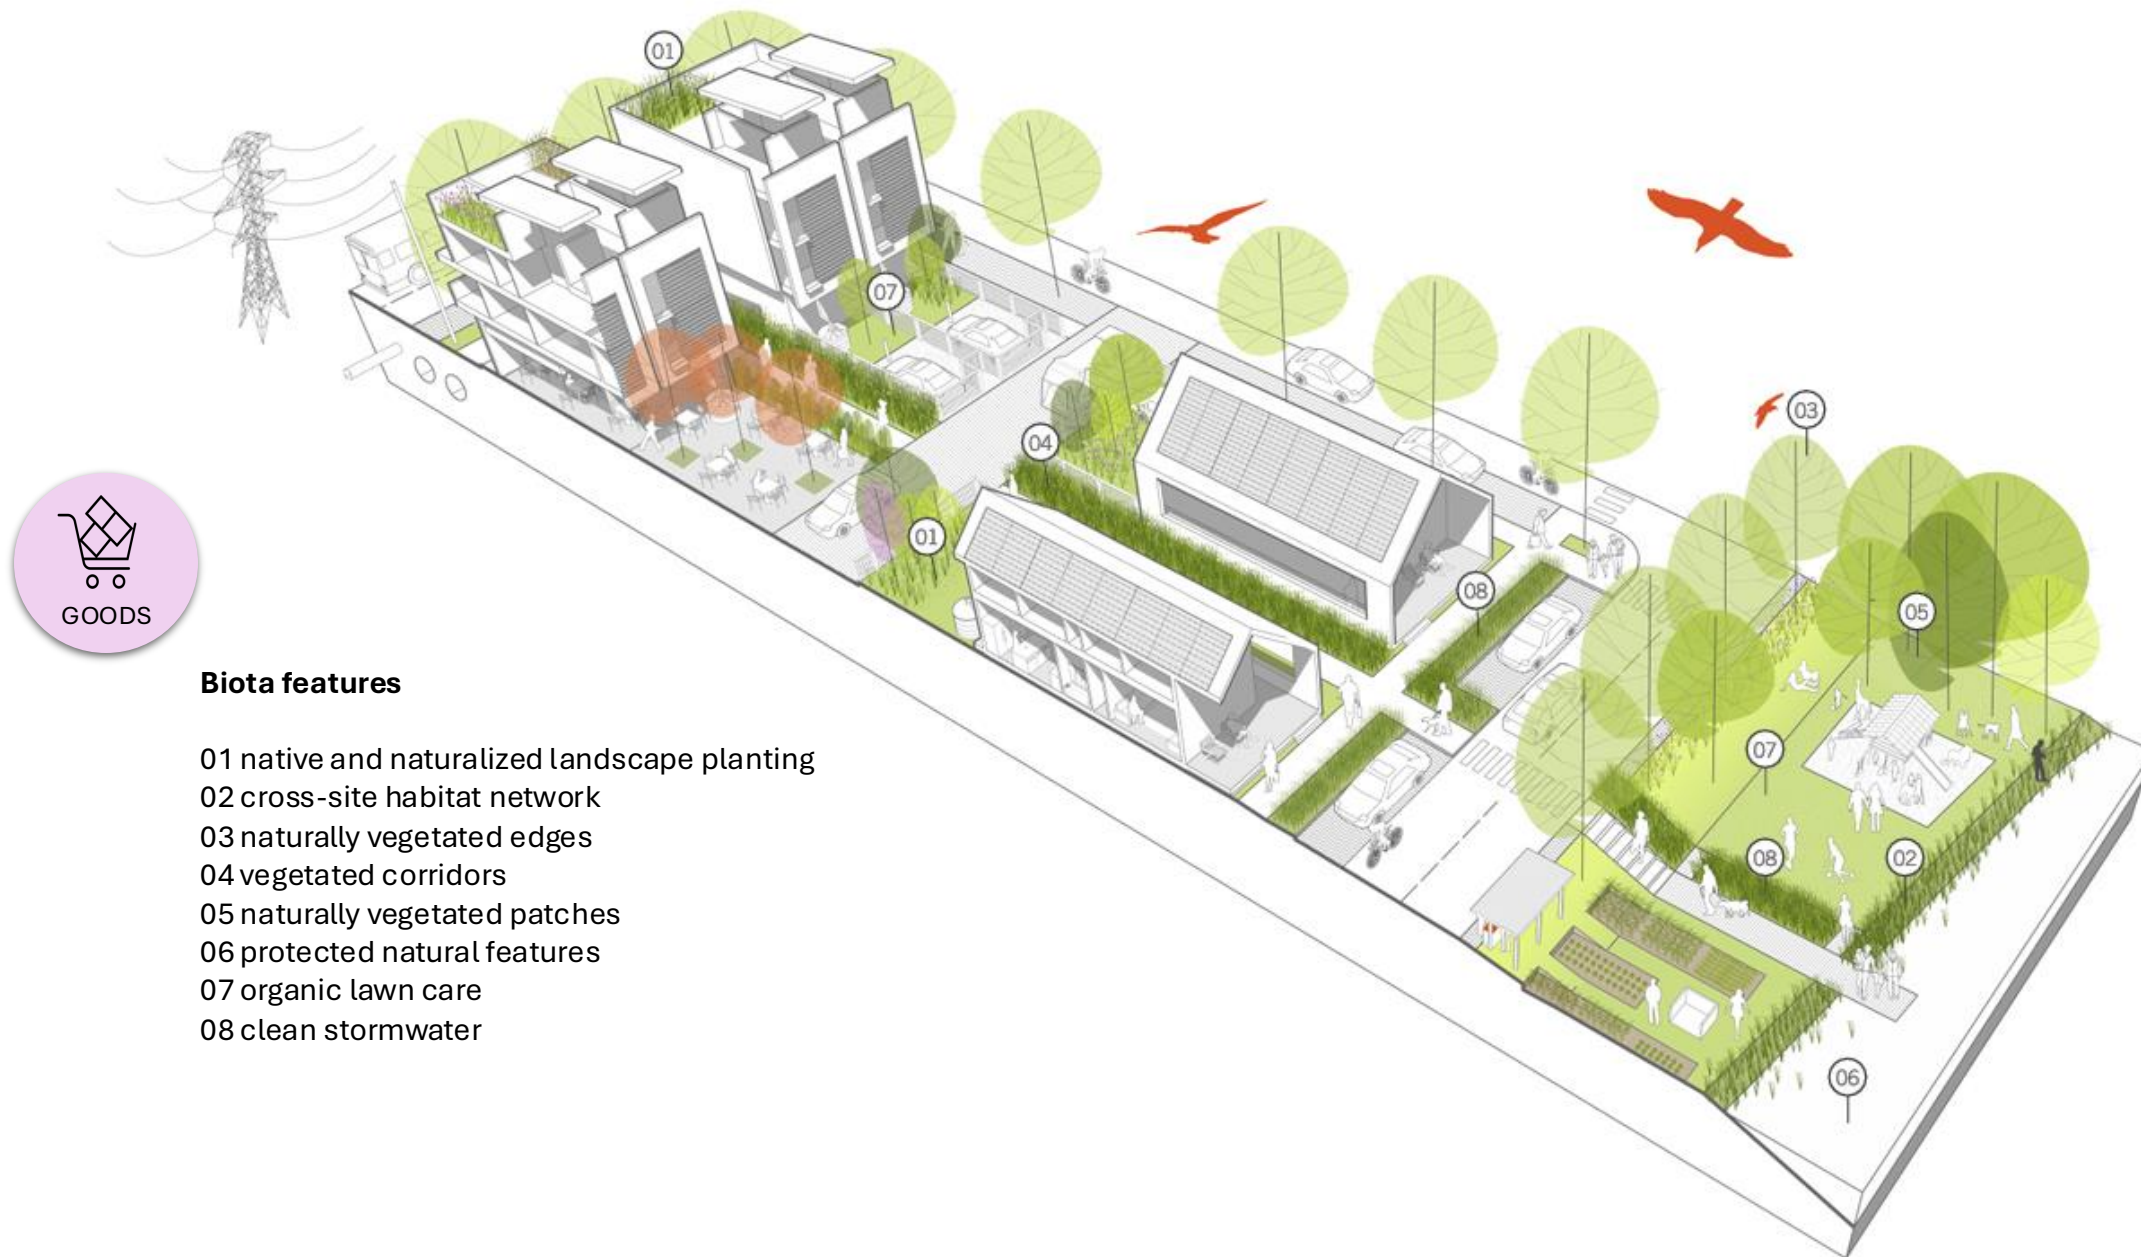 01
07
03
04
01
08
05
07
08
02
06
GOODS
Biota features
01 native and naturalized landscape planting
02 cross-site habitat network
03 naturally vegetated edges
04 vegetated corridors
05 naturally vegetated patches
06 protected natural features
07 organic lawn care
08 clean stormwater